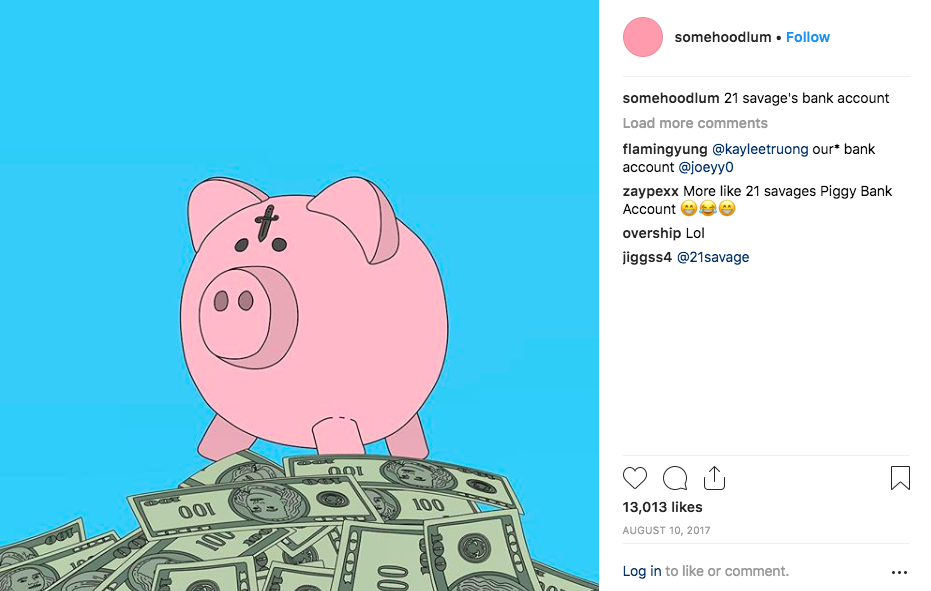 somehoodlum • Follow
somehoodlum 21 savage's bank account
Load more comments
flamingyung @kayleetruong our* bank
account @joeyy0
zaypexx More like 21 savages Piggy Bank
Account 😁😂😁
overship Lol
jiggss4 @21savage
100
100
100
100
100
100
13,013 likes
AUGUST 10, 2017
Log in to like or comment.